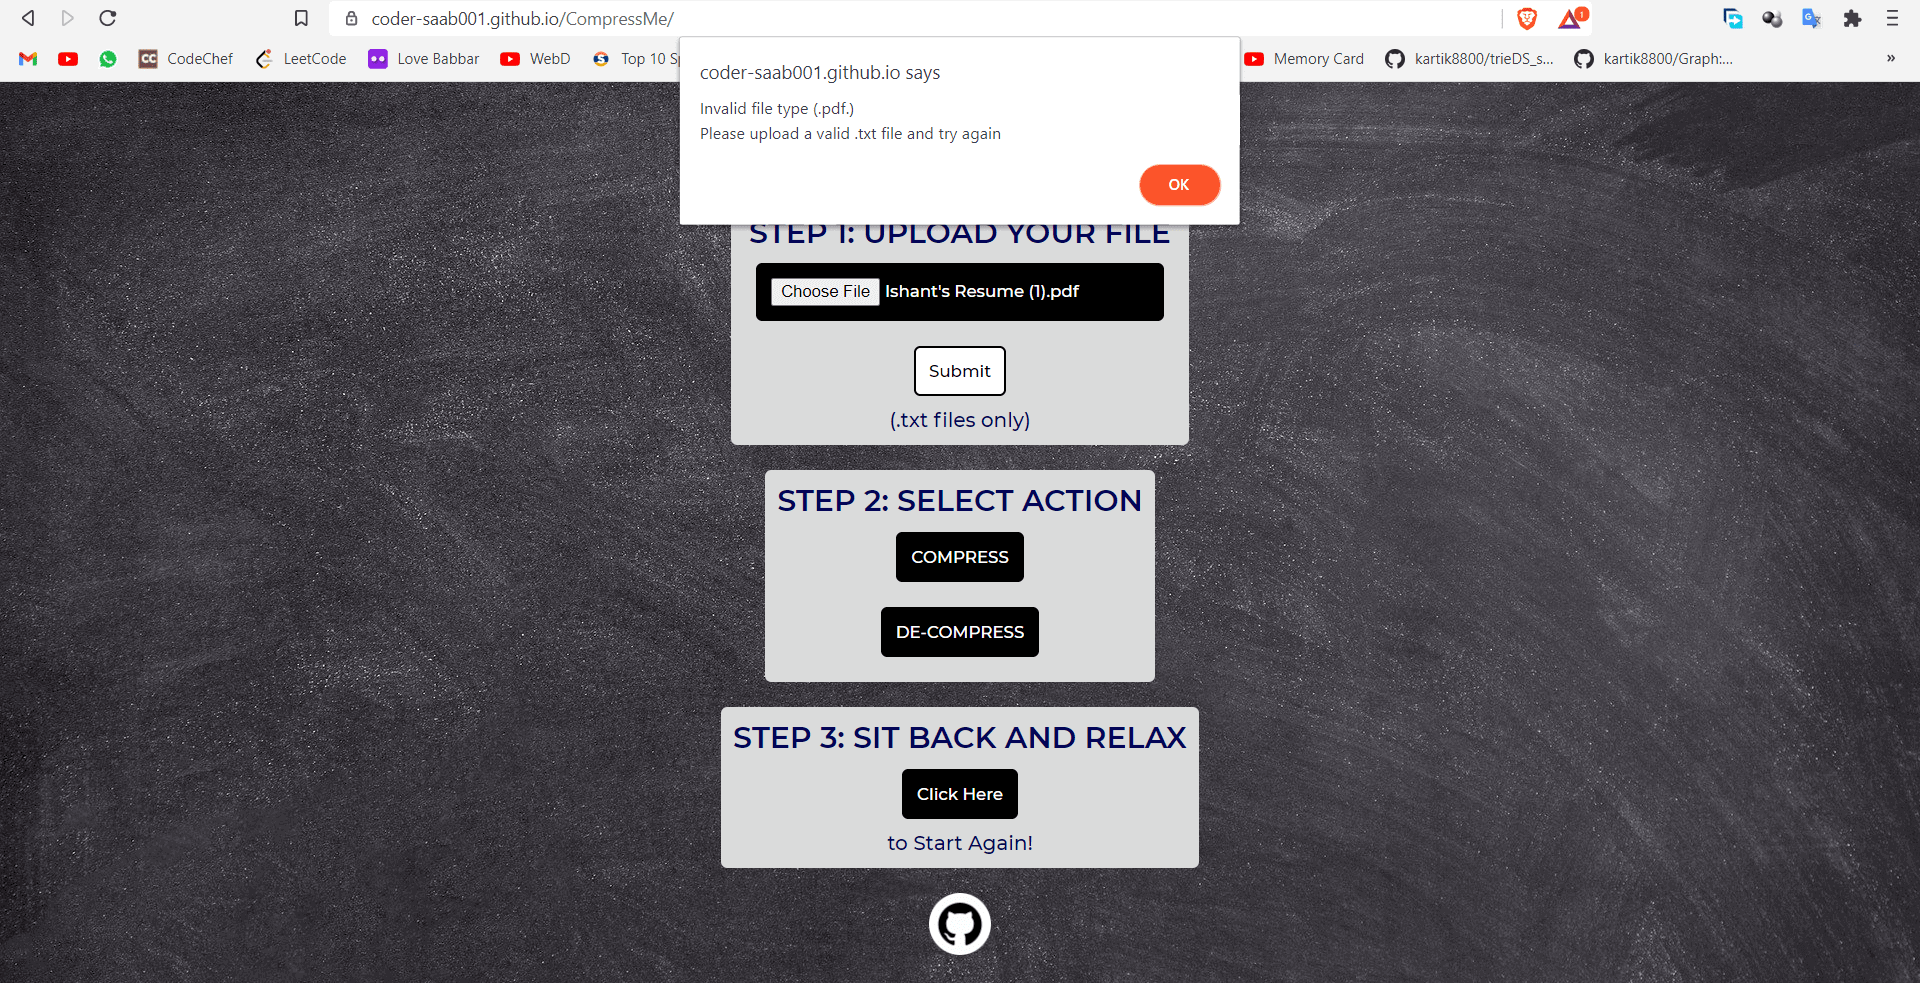 coder-saab001.github.io/CompressMe/
1
CC CodeChef LeetCode Love Babbar WebD Top 10 Memory Card kartik8800/trieDS_s... kartik8800/Graph:... »
coder-saab001.github.io says
Invalid file type (.pdf.)
Please upload a valid .txt file and try again
OK
STEP 1: UPLOAD YOUR FILE
Choose File Ishant's Resume (1).pdf
Submit
(.txt files only)
STEP 2: SELECT ACTION
COMPRESS
DE-COMPRESS
STEP 3: SIT BACK AND RELAX
Click Here
to Start Again!